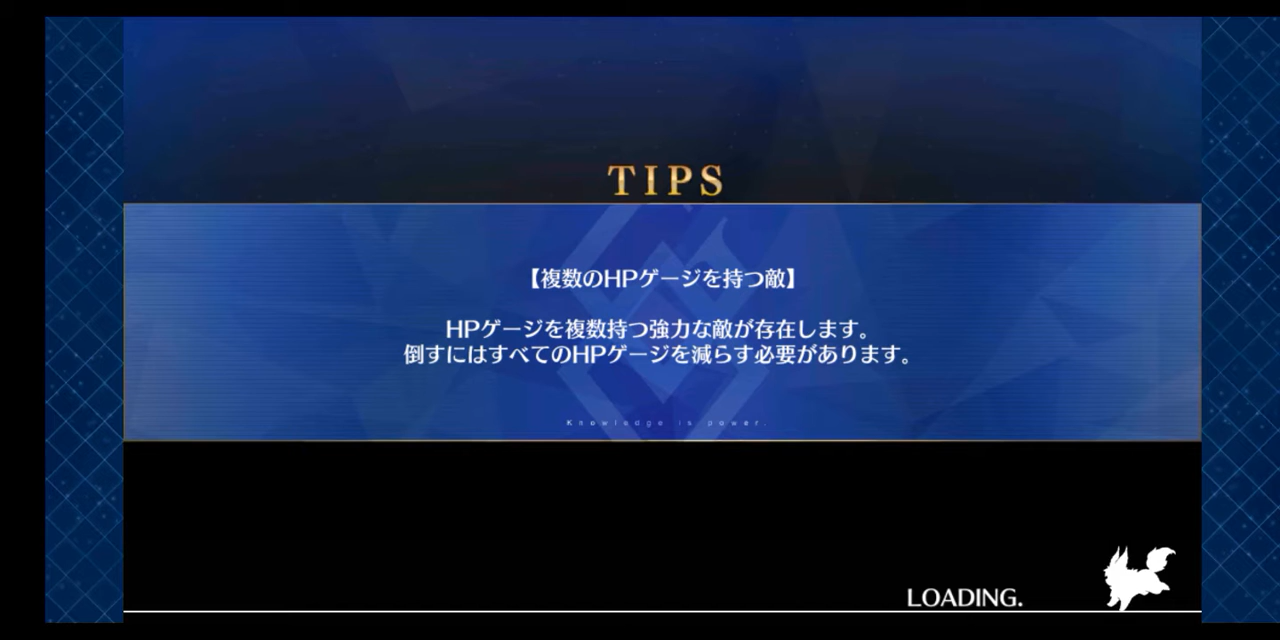 TIPS
【複数のHPゲージを持つ敵】
HPゲージを複数持つ強力な敵が存在します。
倒すにはすべてのHPゲージを減らす必要があります。
Knowledge is power.
LOADING.